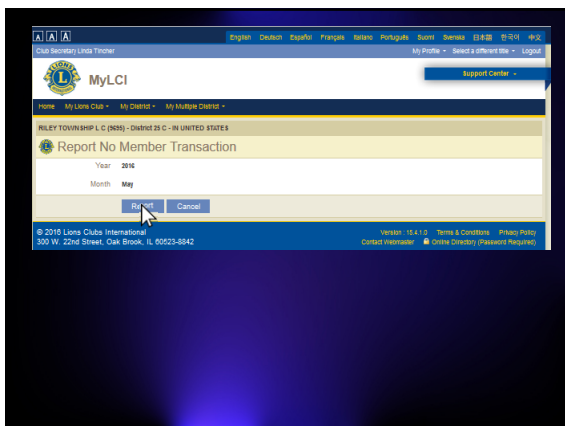 A A A English Deutsch Español Français Italiano Português Suomi Svenska 日本語 한국어 中文
Club Secretary Linda Tincher My Profile Select a different title Logout
LIONS
L
INTERNATIONAL
MyLCI
Support Center
Home My Lions Club My District My Multiple District
RILEY TOWNSHIP L C (9655) - District 25 C - IN UNITED STATES
Report No Member Transaction
Year 2016
Month May
Report Cancel
© 2016 Lions Clubs International Version : 15.4.1.0 Terms & Conditions Privacy Policy
300 W. 22nd Street, Oak Brook, IL 60523-8842 Contact Webmaster Online Directory (Password Required)